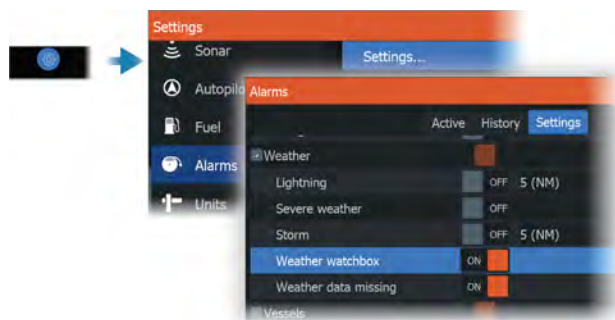 Settings
Sonar
Settings...
Autopilo
Fuel
Alarms
Units
Alarms
Active History Settings
Weather
Lightning OFF 5 (NM)
Severe weather OFF
Storm OFF 5 (NM)
Weather watchbox ON
Weather data missing ON
Vessels